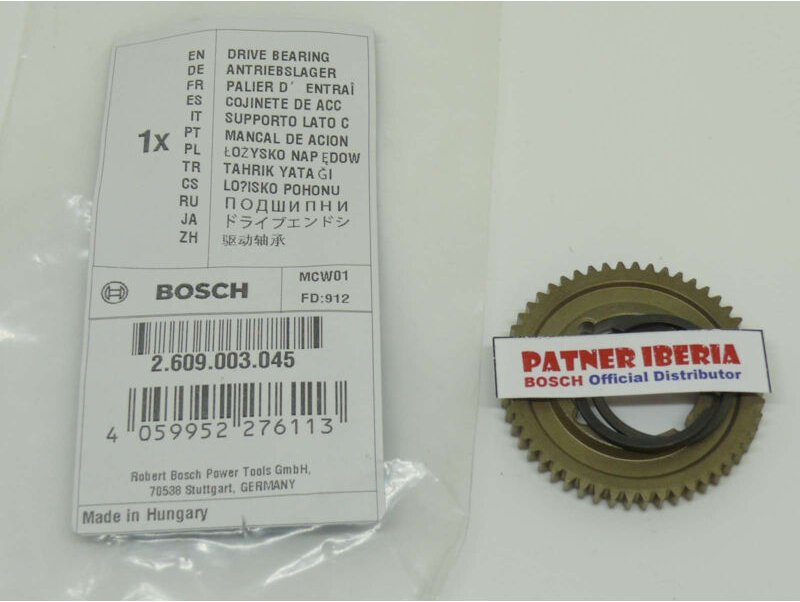 1x
EN DRIVE BEARING
DE ANTRIEBSLAGER
FR PALIER D´ ENTRAÎ
ES COJINETE DE ACC
IT SUPPORTO LATO C
PT MANCAL DE ACION
PL ŁOŻYSKO NAPĘDOW
TR TAHRIK YATAĞI
CS LO?ISKO POHONU
RU ПОДШИПНИ
JA ドライブエンドシ
ZH 驱动轴承
BOSCH
MCW01
FD:912
2.609.003.045
4 059952 276113
Robert Bosch Power Tools GmbH,
70538 Stuttgart, GERMANY
Made in Hungary
PATNER IBERIA
BOSCH Official Distributor